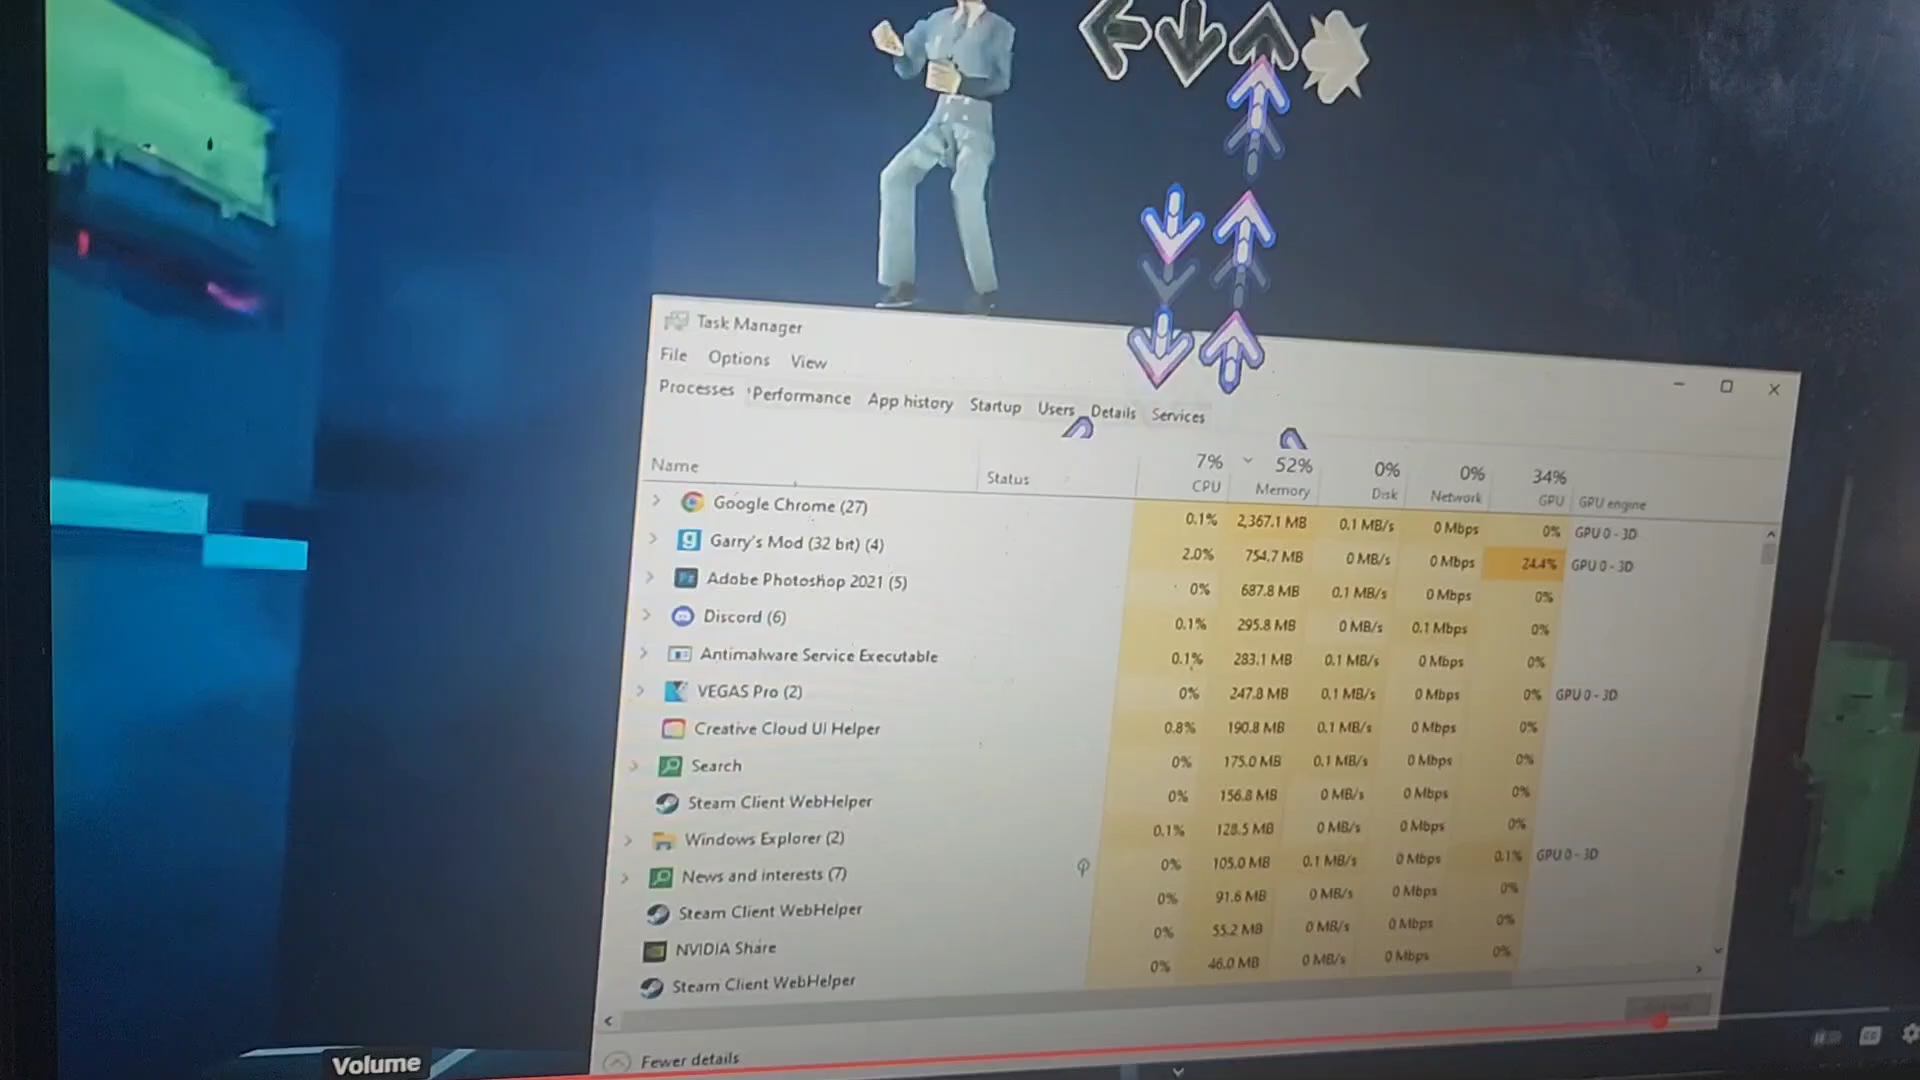 Task Manager
File Options View
Processes Performance App history Startup Users Details Services
7% 52% 0% 0% 34%
Name Status CPU Memory Disk Network GPU GPU engine
Google Chrome (27) 0.1% 2,367.1 MB 0.1 MB/s 0 Mbps 0% GPU 0 - 3D
Garry's Mod (32 bit) (4) 2.0% 754.7 MB 0 MB/s 0 Mbps 24.4% GPU 0 - 3D
Adobe Photoshop 2021 (5) 0% 687.8 MB 0.1 MB/s 0 Mbps 0%
Discord (6) 0.1% 295.8 MB 0 MB/s 0.1 Mbps 0%
Antimalware Service Executable 0.1% 283.1 MB 0.1 MB/s 0 Mbps 0%
VEGAS Pro (2) 0% 247.8 MB 0.1 MB/s 0 Mbps 0% GPU 0 - 3D
Creative Cloud UI Helper 0.8% 190.8 MB 0.1 MB/s 0 Mbps 0%
Search 0% 175.0 MB 0.1 MB/s 0 Mbps 0%
Steam Client WebHelper 0% 156.8 MB 0 MB/s 0 Mbps 0%
Windows Explorer (2) 0.1% 128.5 MB 0 MB/s 0 Mbps 0%
News and interests (7) 0% 105.0 MB 0.1 MB/s 0 Mbps 0.1% GPU 0 - 3D
Steam Client WebHelper 0% 91.6 MB 0 MB/s 0 Mbps 0%
NVIDIA Share 0% 55.2 MB 0 MB/s 0 Mbps 0%
Steam Client WebHelper 0% 46.0 MB 0 MB/s 0 Mbps 0%
Fewer details
Volume